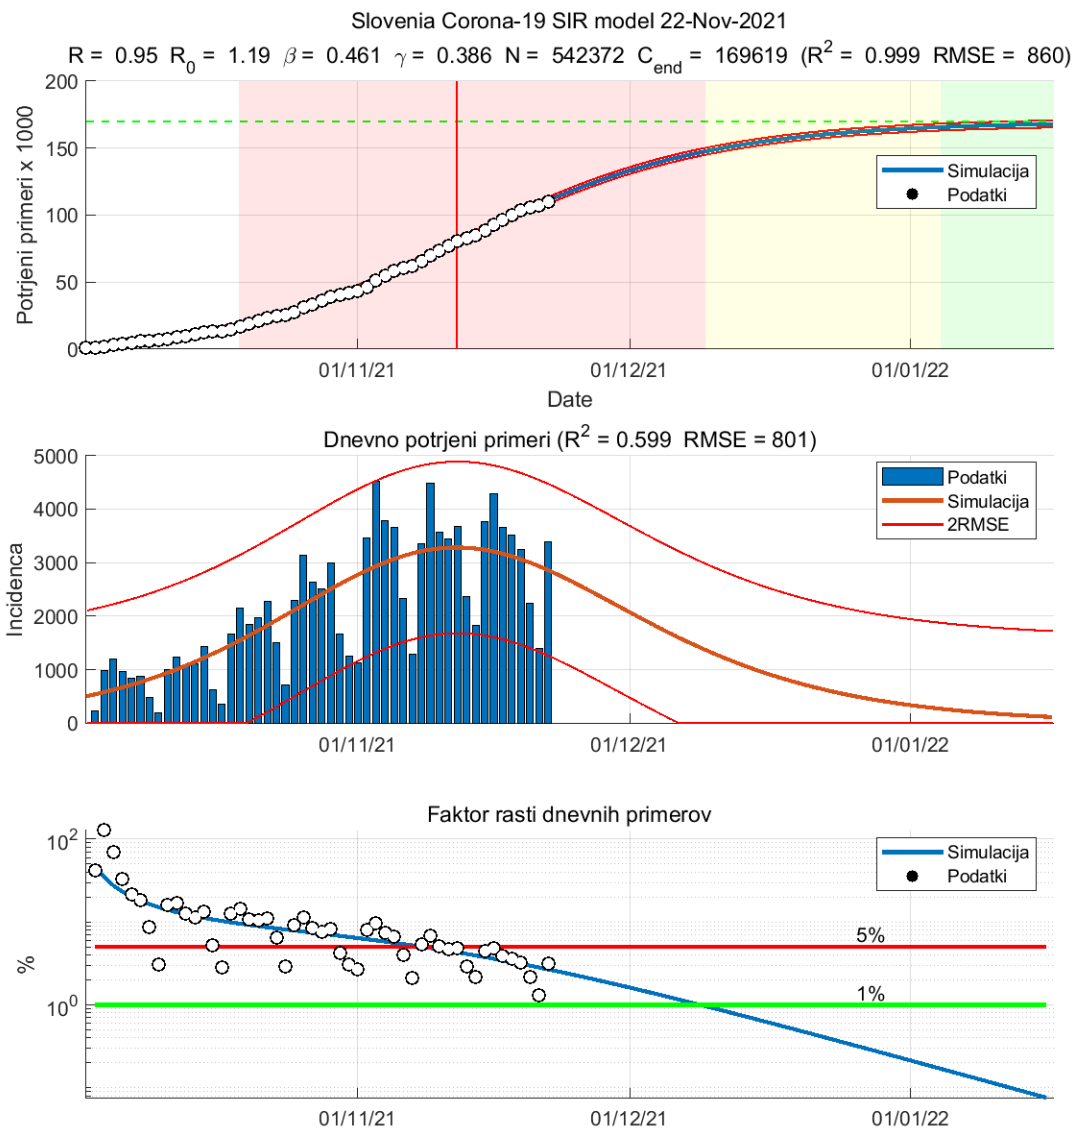 Slovenia Corona-19 SIR model 22-Nov-2021
R = 0.95 R0 = 1.19 β = 0.461 γ = 0.386 N = 542372 Cend = 169619 (R2 = 0.999 RMSE = 860)
Potrjeni primeri x 1000
200
150
100
50
0
Simulacija
Podatki
01/11/21
01/12/21
01/01/22
Date
Dnevno potrjeni primeri (R2 = 0.599 RMSE = 801)
Incidenca
5000
4000
3000
2000
1000
0
Podatki
Simulacija
2RMSE
01/11/21
01/12/21
01/01/22
Faktor rasti dnevnih primerov
%
102
100
Simulacija
Podatki
5%
1%
01/11/21
01/12/21
01/01/22